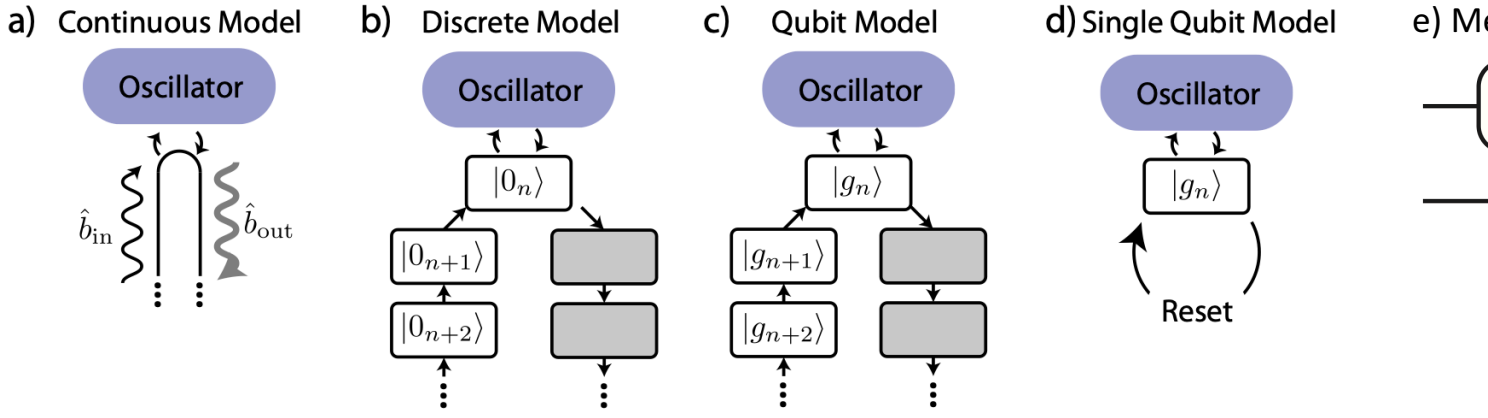 a) Continuous Model
Oscillator
b̂in
b̂out
b) Discrete Model
Oscillator
|0n⟩
|0n+1⟩
|0n+2⟩
c) Qubit Model
Oscillator
|gn⟩
|gn+1⟩
|gn+2⟩
d) Single Qubit Model
Oscillator
|gn⟩
Reset
e)